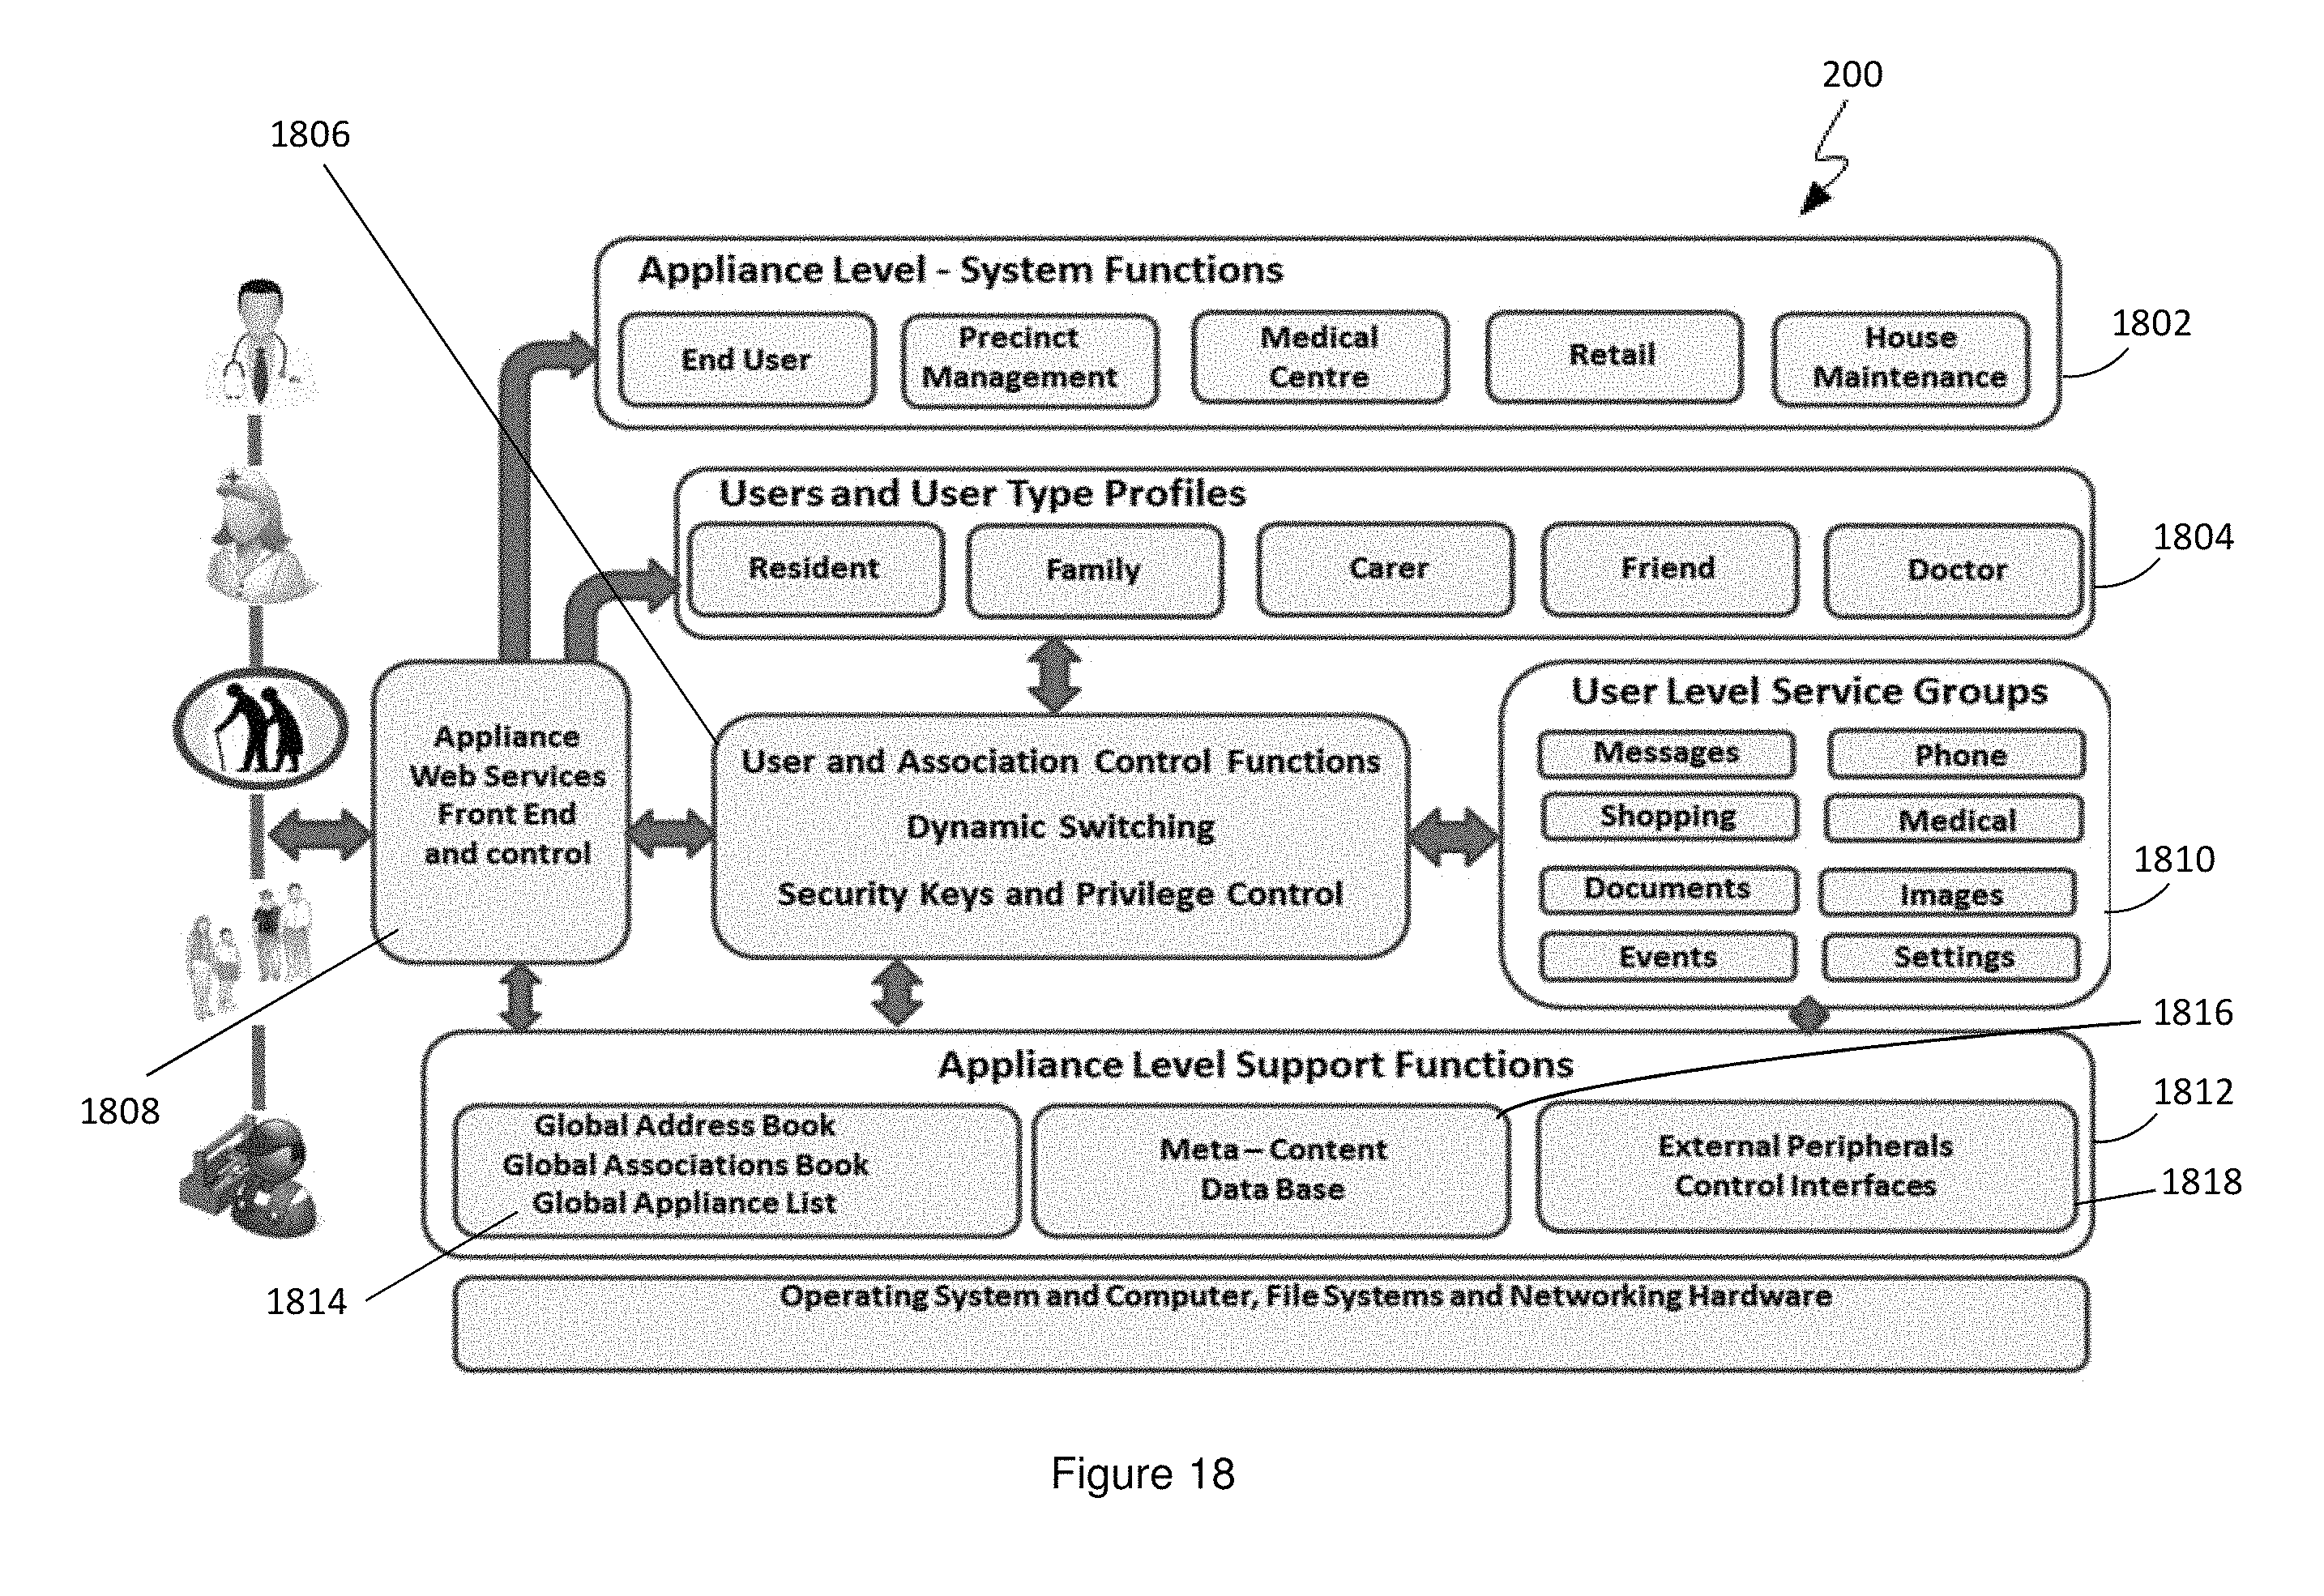 200
1806
Appliance Level - System Functions
End User
Precinct
Management
Medical
Centre
Retail
House
Maintenance
1802
Users and User Type Profiles
Resident
Family
Carer
Friend
Doctor
1804
Appliance
Web Services
Front End
and control
User and Association Control Functions
Dynamic Switching
Security Keys and Privilege Control
User Level Service Groups
Messages
Phone
Shopping
Medical
Documents
Images
Events
Settings
1810
1808
1816
Appliance Level Support Functions
Global Address Book
Global Associations Book
Global Appliance List
Meta – Content
Data Base
External Peripherals
Control Interfaces
1812
1818
1814
Operating System and Computer, File Systems and Networking Hardware
Figure 18